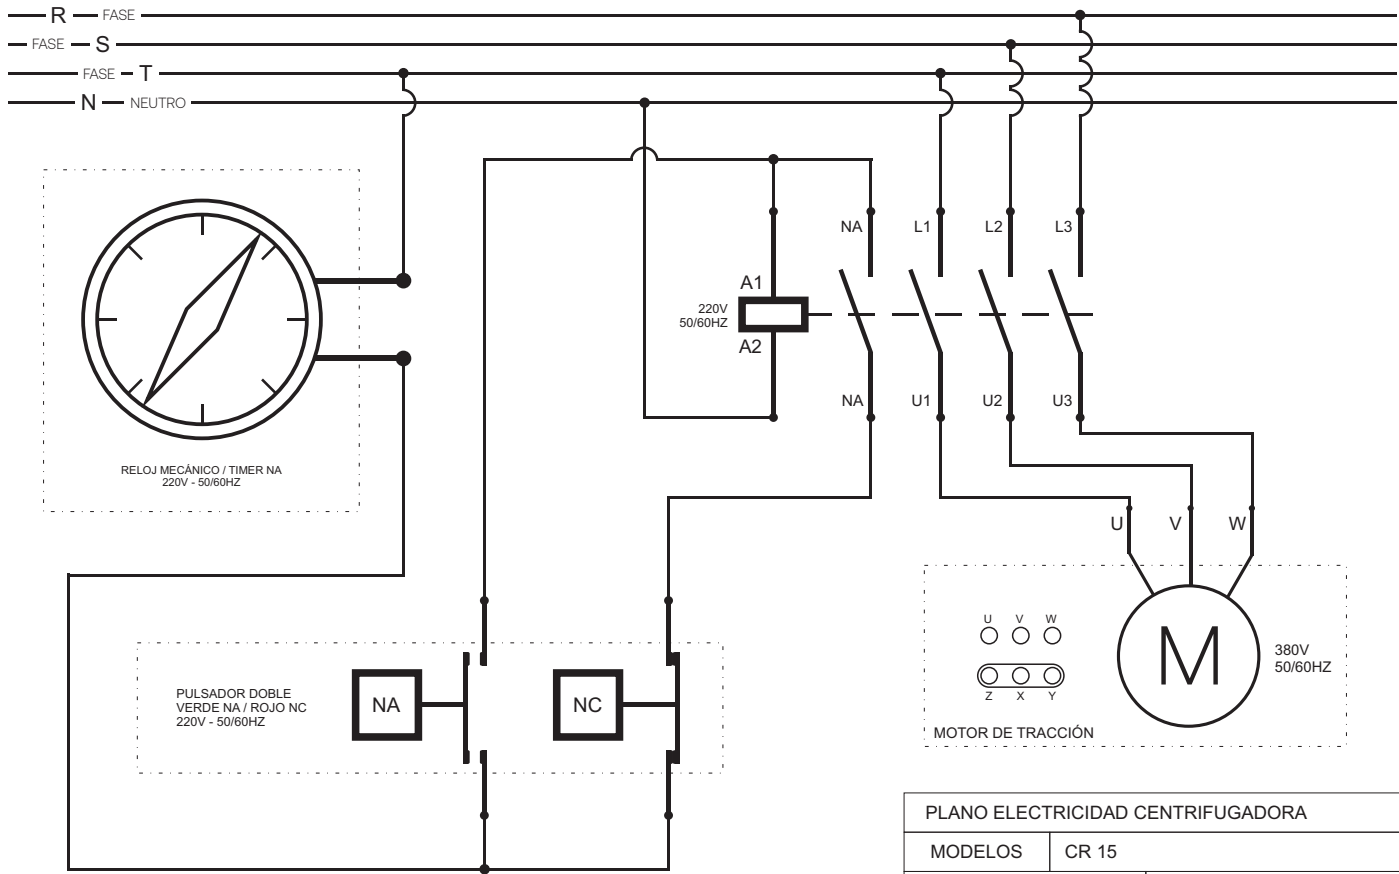 R FASE
FASE S
FASE T
N NEUTRO
NA L1 L2 L3
A1
220V
50/60HZ
A2
NA U1 U2 U3
RELOJ MECÁNICO / TIMER NA
220V - 50/60HZ
U V W
U V W
M
380V
50/60HZ
Z X Y
MOTOR DE TRACCIÓN
PULSADOR DOBLE
VERDE NA / ROJO NC
220V - 50/60HZ
NA
NC
PLANO ELECTRICIDAD CENTRIFUGADORA
MODELOS CR 15